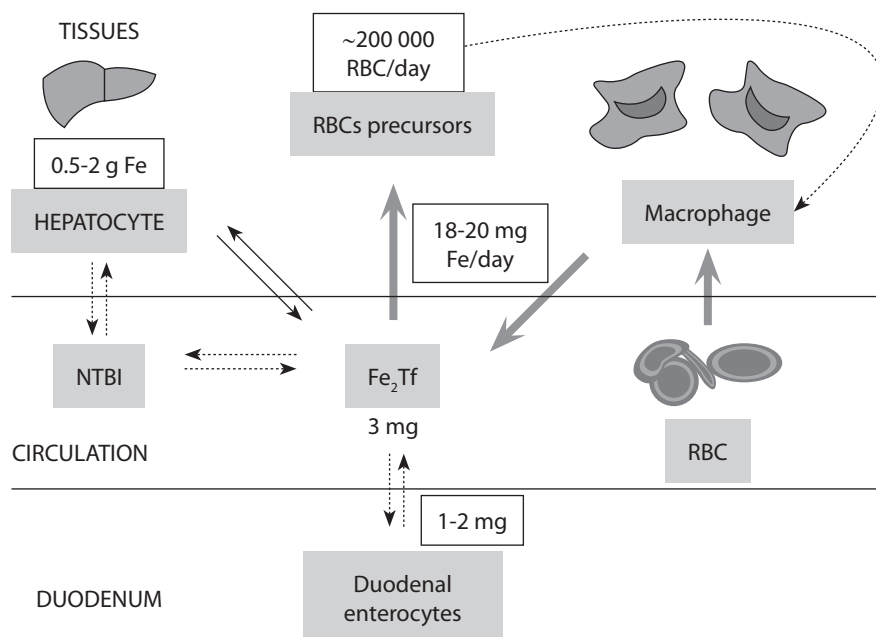 TISSUES
~200 000
RBC/day
RBCs precursors
0.5-2 g Fe
HEPATOCYTE
Macrophage
18-20 mg
Fe/day
NTBI
Fe₂Tf
3 mg
RBC
CIRCULATION
1-2 mg
Duodenal
enterocytes
DUODENUM